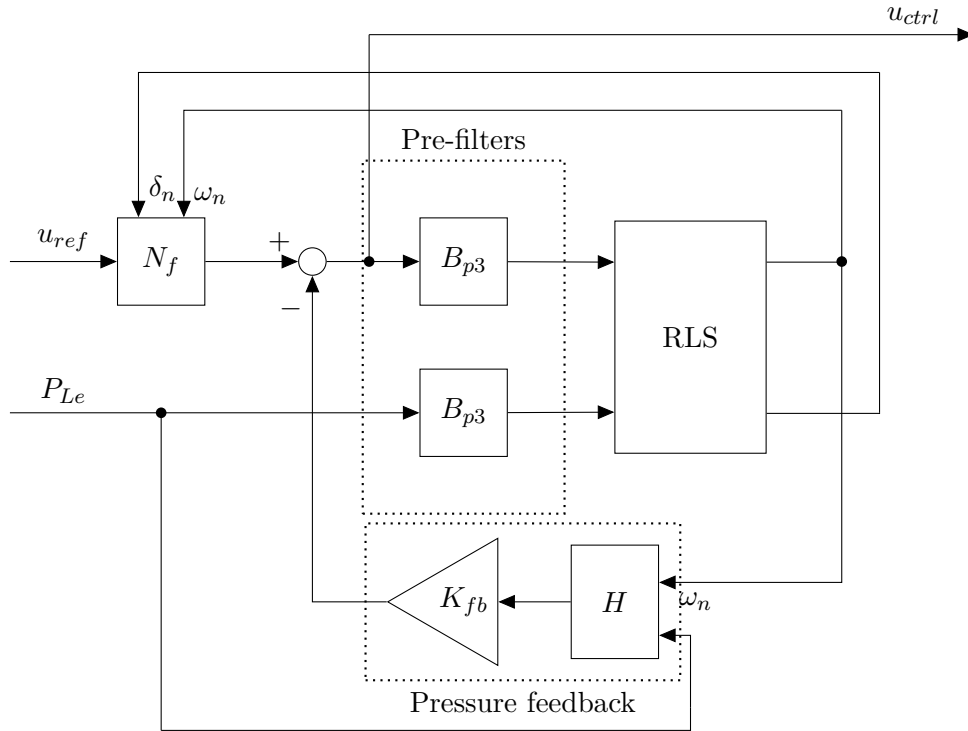 u_{ctrl}
Pre-filters
δ_n
ω_n
u_{ref}
N_f
+
B_{p3}
−
RLS
P_{Le}
B_{p3}
K_{fb}
H
ω_n
Pressure feedback